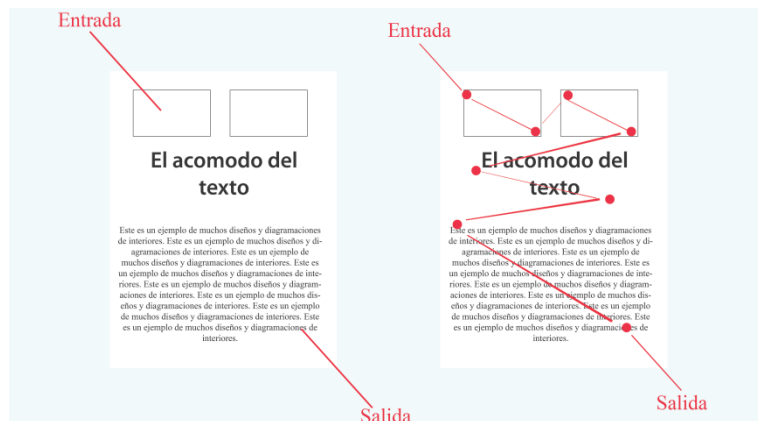 Entrada
Entrada
El acomodo del
texto
Este es un ejemplo de muchos diseños y diagramaciones
de interiores. Este es un ejemplo de muchos diseños y di-
agramaciones de interiores. Este es un ejemplo de
muchos diseños y diagramaciones de interiores. Este es
un ejemplo de muchos diseños y diagramaciones de inte-
riores. Este es un ejemplo de muchos diseños y diagram-
aciones de interiores. Este es un ejemplo de muchos dis-
eños y diagramaciones de interiores. Este es un ejemplo
de muchos diseños y diagramaciones de interiores. Este
es un ejemplo de muchos diseños y diagramaciones de
interiores.
Salida
El acomodo del
texto
Este es un ejemplo de muchos diseños y diagramaciones
de interiores. Este es un ejemplo de muchos diseños y di-
agramaciones de interiores. Este es un ejemplo de
muchos diseños y diagramaciones de interiores. Este es
un ejemplo de muchos diseños y diagramaciones de inte-
riores. Este es un ejemplo de muchos diseños y diagram-
aciones de interiores. Este es un ejemplo de muchos dis-
eños y diagramaciones de interiores. Este es un ejemplo
de muchos diseños y diagramaciones de interiores. Este
es un ejemplo de muchos diseños y diagramaciones de
interiores.
Salida